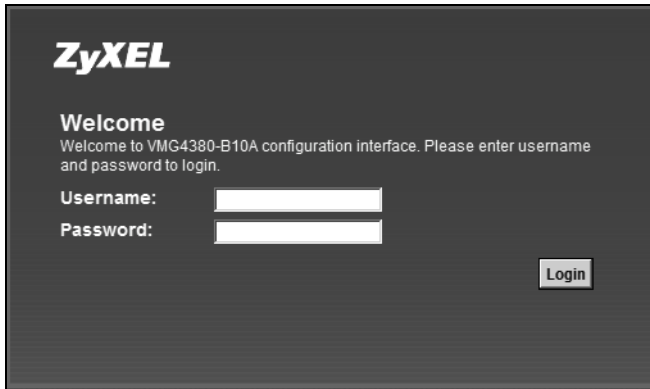 ZyXEL
Welcome
Welcome to VMG4380-B10A configuration interface. Please enter username
and password to login.
Username:
Password:
Login